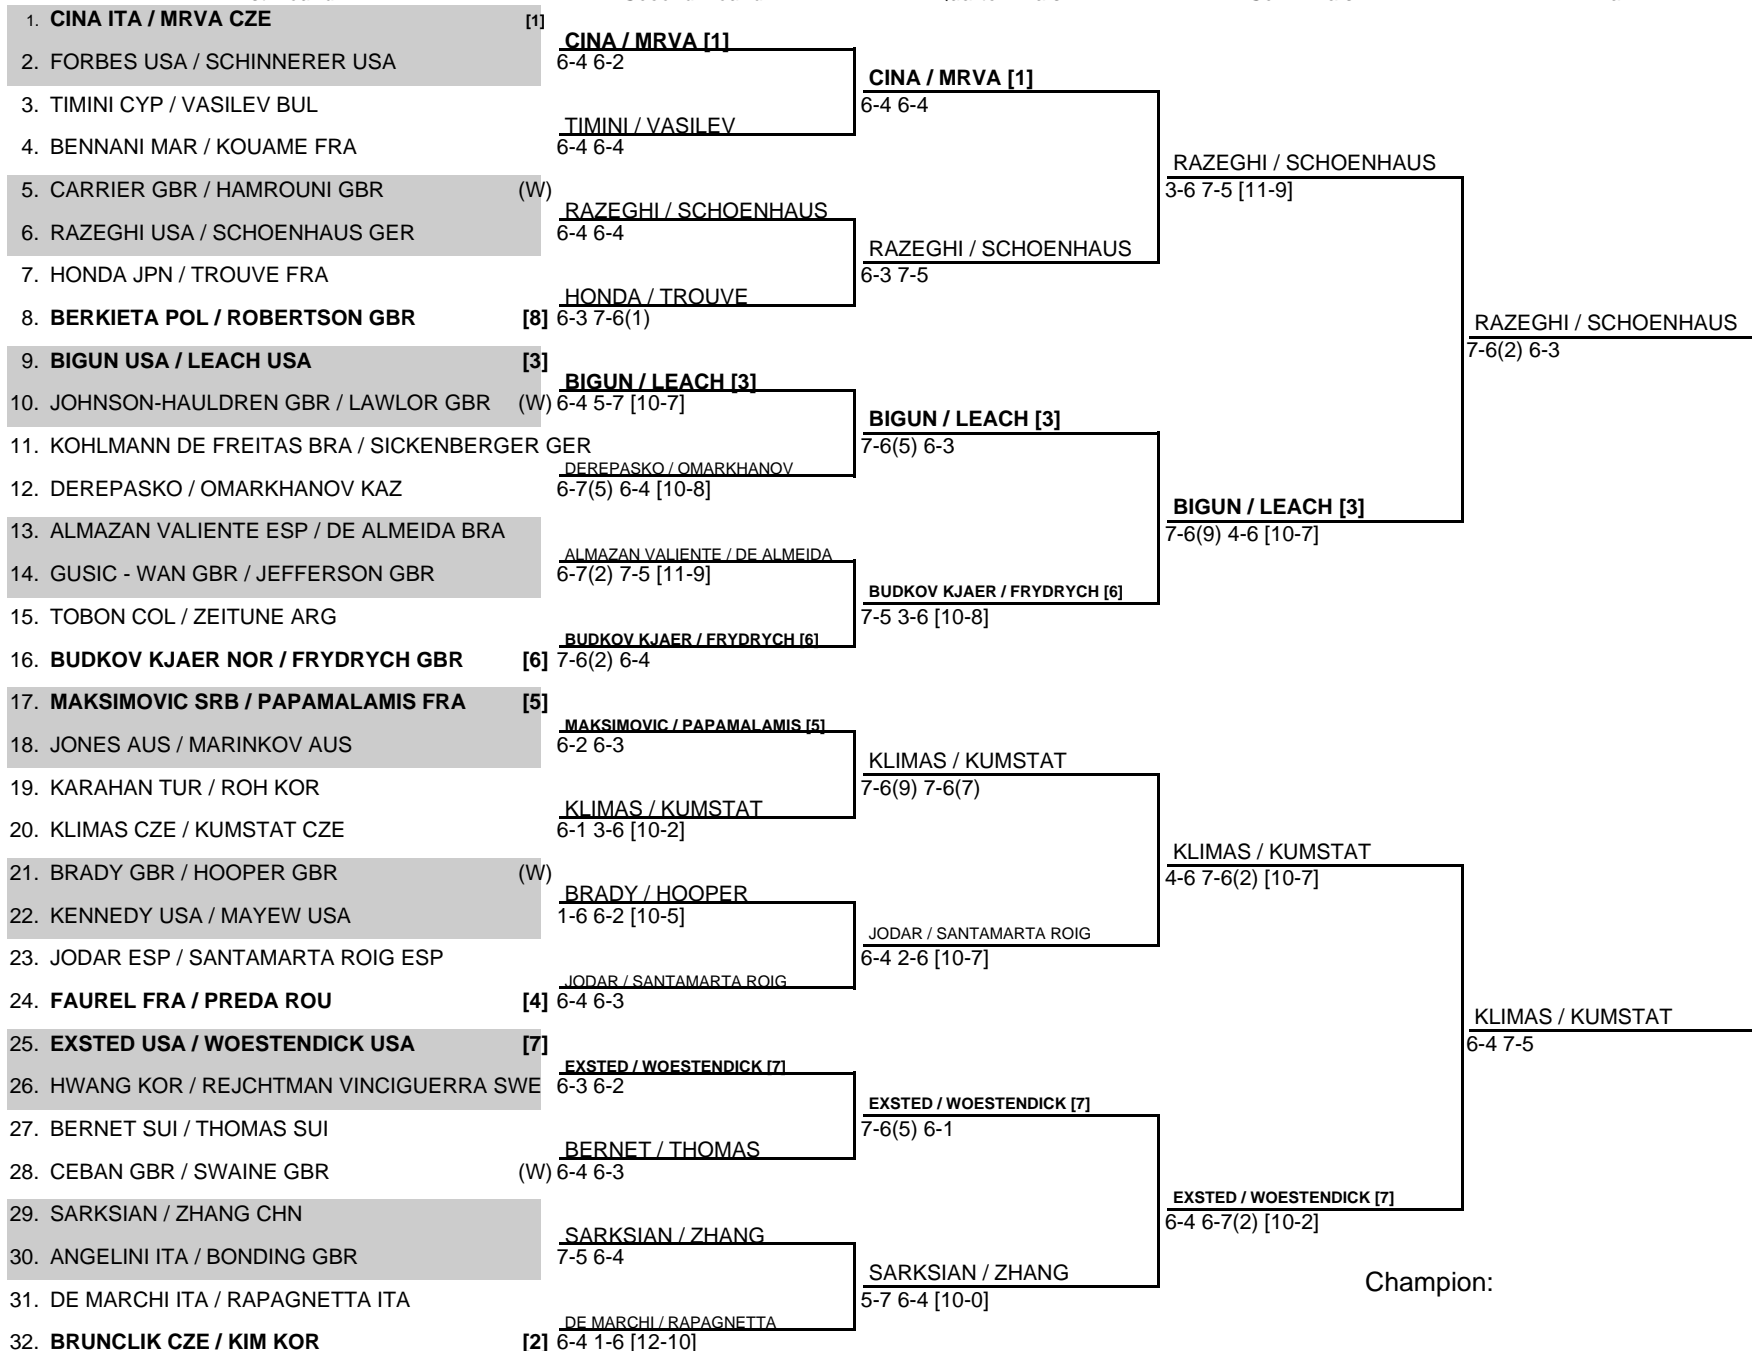 1. CINA ITA / MRVA CZE [1]
2. FORBES USA / SCHINNERER USA
3. TIMINI CYP / VASILEV BUL
4. BENNANI MAR / KOUAME FRA
5. CARRIER GBR / HAMROUNI GBR (W)
6. RAZEGHI USA / SCHOENHAUS GER
7. HONDA JPN / TROUVE FRA
8. BERKIETA POL / ROBERTSON GBR [8]
9. BIGUN USA / LEACH USA [3]
10. JOHNSON-HAULDREN GBR / LAWLOR GBR (W)
11. KOHLMANN DE FREITAS BRA / SICKENBERGER GER
12. DEREPASKO / OMARKHANOV KAZ
13. ALMAZAN VALIENTE ESP / DE ALMEIDA BRA
14. GUSIC - WAN GBR / JEFFERSON GBR
15. TOBON COL / ZEITUNE ARG
16. BUDKOV KJAER NOR / FRYDRYCH GBR [6]
17. MAKSIMOVIC SRB / PAPAMALAMIS FRA [5]
18. JONES AUS / MARINKOV AUS
19. KARAHAN TUR / ROH KOR
20. KLIMAS CZE / KUMSTAT CZE
21. BRADY GBR / HOOPER GBR (W)
22. KENNEDY USA / MAYEW USA
23. JODAR ESP / SANTAMARTA ROIG ESP
24. FAUREL FRA / PREDA ROU [4]
25. EXSTED USA / WOESTENDICK USA [7]
26. HWANG KOR / REJCHTMAN VINCIGUERRA SWE
27. BERNET SUI / THOMAS SUI
28. CEBAN GBR / SWAINE GBR (W)
29. SARKSIAN / ZHANG CHN
30. ANGELINI ITA / BONDING GBR
31. DE MARCHI ITA / RAPAGNETTA ITA
32. BRUNCLIK CZE / KIM KOR [2]
CINA / MRVA [1]
6-4 6-2
TIMINI / VASILEV
6-4 6-4
RAZEGHI / SCHOENHAUS
6-4 6-4
HONDA / TROUVE
6-3 7-6(1)
BIGUN / LEACH [3]
6-4 5-7 [10-7]
DEREPASKO / OMARKHANOV
6-7(5) 6-4 [10-8]
ALMAZAN VALIENTE / DE ALMEIDA
6-7(2) 7-5 [11-9]
BUDKOV KJAER / FRYDRYCH [6]
7-6(2) 6-4
MAKSIMOVIC / PAPAMALAMIS [5]
6-2 6-3
KLIMAS / KUMSTAT
6-1 3-6 [10-2]
BRADY / HOOPER
1-6 6-2 [10-5]
JODAR / SANTAMARTA ROIG
6-4 6-3
EXSTED / WOESTENDICK [7]
6-3 6-2
BERNET / THOMAS
6-4 6-3
SARKSIAN / ZHANG
7-5 6-4
DE MARCHI / RAPAGNETTA
6-4 1-6 [12-10]
CINA / MRVA [1]
6-4 6-4
RAZEGHI / SCHOENHAUS
6-3 7-5
BIGUN / LEACH [3]
7-6(5) 6-3
BUDKOV KJAER / FRYDRYCH [6]
7-5 3-6 [10-8]
KLIMAS / KUMSTAT
7-6(9) 7-6(7)
JODAR / SANTAMARTA ROIG
6-4 2-6 [10-7]
EXSTED / WOESTENDICK [7]
7-6(5) 6-1
SARKSIAN / ZHANG
5-7 6-4 [10-0]
RAZEGHI / SCHOENHAUS
3-6 7-5 [11-9]
BIGUN / LEACH [3]
7-6(9) 4-6 [10-7]
KLIMAS / KUMSTAT
4-6 7-6(2) [10-7]
EXSTED / WOESTENDICK [7]
6-4 6-7(2) [10-2]
RAZEGHI / SCHOENHAUS
7-6(2) 6-3
KLIMAS / KUMSTAT
6-4 7-5
Champion: